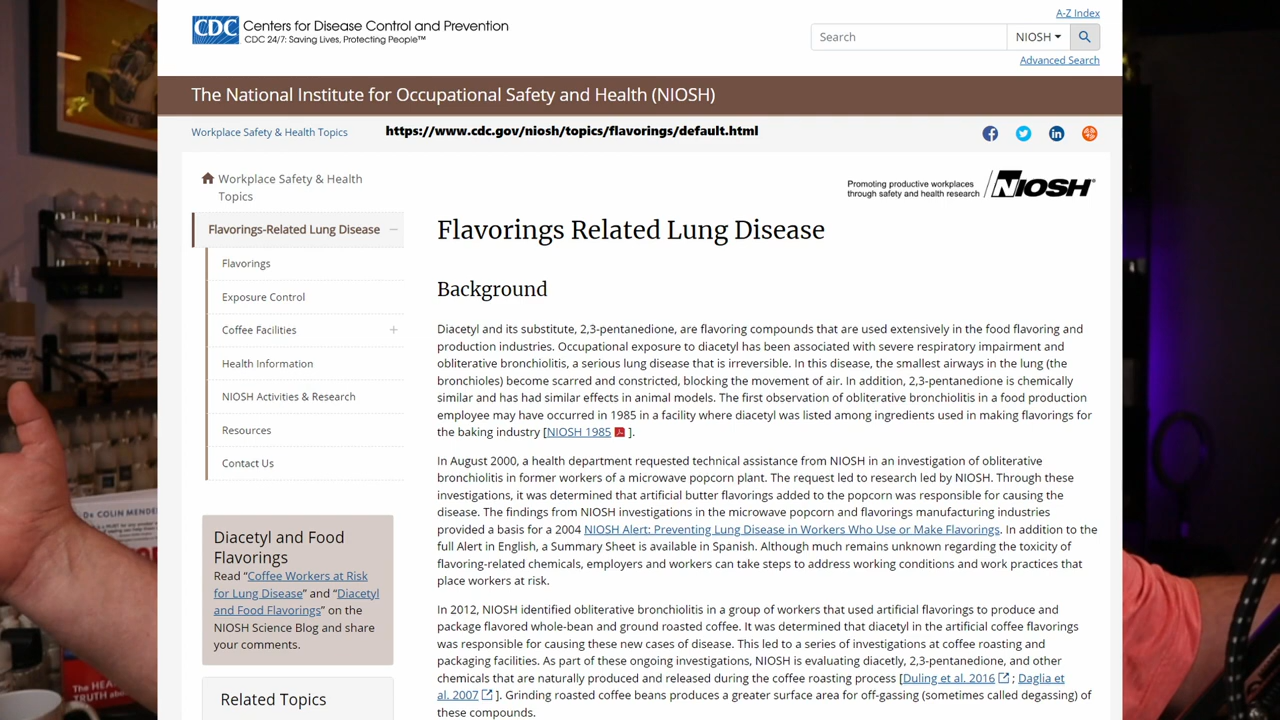 CDC Centers for Disease Control and Prevention
CDC 24/7: Saving Lives. Protecting People™
A-Z Index
Search
NIOSH
Advanced Search
The National Institute for Occupational Safety and Health (NIOSH)
Workplace Safety & Health Topics
https://www.cdc.gov/niosh/topics/flavorings/default.html
Promoting productive workplaces
through safety and health research
NIOSH®
Workplace Safety & Health
Topics
Flavorings-Related Lung Disease
Flavorings
Exposure Control
Coffee Facilities
Health Information
NIOSH Activities & Research
Resources
Contact Us
Diacetyl and Food
Flavorings
Read “Coffee Workers at Risk
for Lung Disease” and “Diacetyl
and Food Flavorings” on the
NIOSH Science Blog and share
your comments.
Related Topics
Flavorings Related Lung Disease
Background
Diacetyl and its substitute, 2,3-pentanedione, are flavoring compounds that are used extensively in the food flavoring and
production industries. Occupational exposure to diacetyl has been associated with severe respiratory impairment and
obliterative bronchiolitis, a serious lung disease that is irreversible. In this disease, the smallest airways in the lung (the
bronchioles) become scarred and constricted, blocking the movement of air. In addition, 2,3-pentanedione is chemically
similar and has had similar effects in animal models. The first observation of obliterative bronchiolitis in a food production
employee may have occurred in 1985 in a facility where diacetyl was listed among ingredients used in making flavorings for
the baking industry [NIOSH 1985 ].
In August 2000, a health department requested technical assistance from NIOSH in an investigation of obliterative
bronchiolitis in former workers of a microwave popcorn plant. The request led to research led by NIOSH. Through these
investigations, it was determined that artificial butter flavorings added to the popcorn was responsible for causing the
disease. The findings from NIOSH investigations in the microwave popcorn and flavorings manufacturing industries
provided a basis for a 2004 NIOSH Alert: Preventing Lung Disease in Workers Who Use or Make Flavorings. In addition to the
full Alert in English, a Summary Sheet is available in Spanish. Although much remains unknown regarding the toxicity of
flavoring-related chemicals, employers and workers can take steps to address working conditions and work practices that
place workers at risk.
In 2012, NIOSH identified obliterative bronchiolitis in a group of workers that used artificial flavorings to produce and
package flavored whole-bean and ground roasted coffee. It was determined that diacetyl in the artificial coffee flavorings
was responsible for causing these new cases of disease. This led to a series of investigations at coffee roasting and
packaging facilities. As part of these ongoing investigations, NIOSH is evaluating diacetly, 2,3-pentanedione, and other
chemicals that are naturally produced and released during the coffee roasting process [Duling et al. 2016 ; Daglia et
al. 2007 ]. Grinding roasted coffee beans produces a greater surface area for off-gassing (sometimes called degassing) of
these compounds.
Dr COLIN MENDE
The HEA
TRUTH